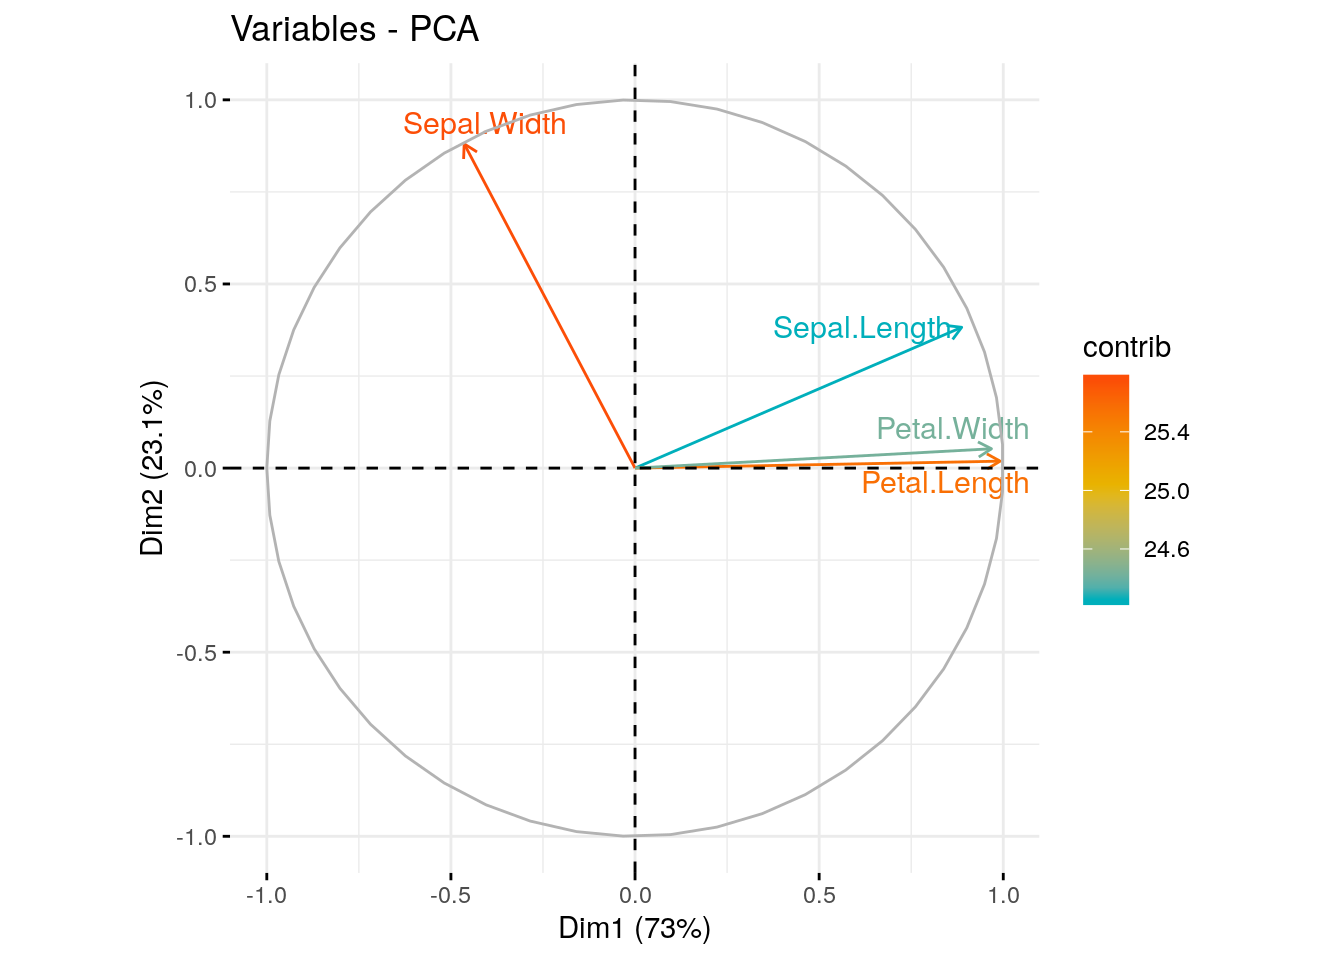 Variables - PCA
1.0
Sepal.Width
0.5
Sepal.Length
contrib
Petal.Width
25.4
0.0
Petal.Length
25.0
24.6
Dim2 (23.1%)
-0.5
-1.0
-1.0 -0.5 0.0 0.5 1.0
Dim1 (73%)